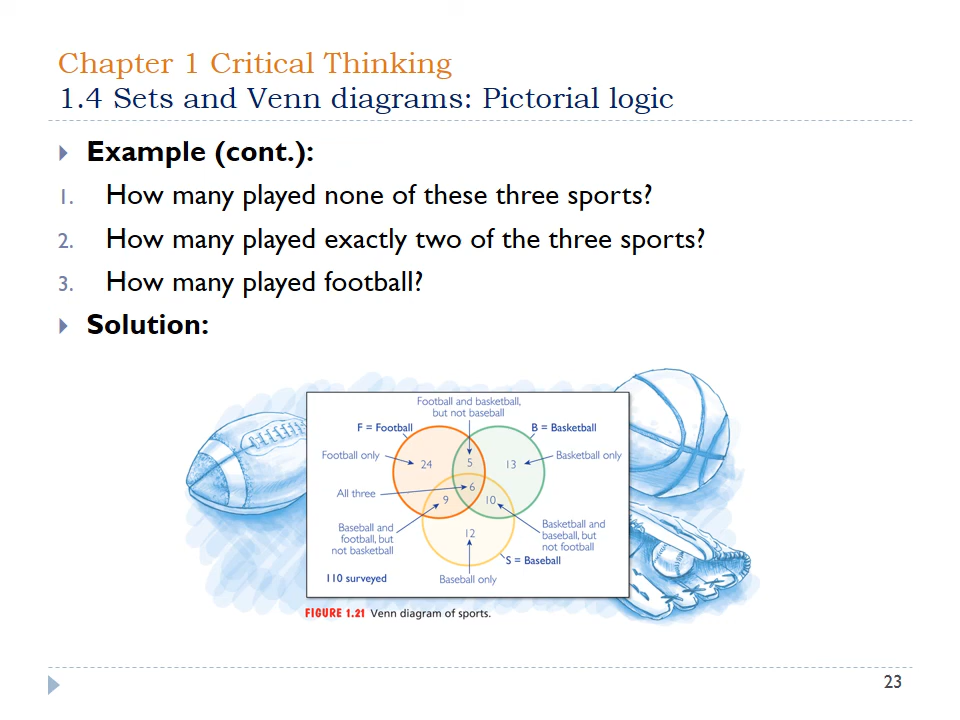 Chapter 1 Critical Thinking
1.4 Sets and Venn diagrams: Pictorial logic
Example (cont.):
1. How many played none of these three sports?
2. How many played exactly two of the three sports?
3. How many played football?
Solution:
Football and basketball,
but not baseball
F = Football
B = Basketball
Football only
24
5
13
Basketball only
All three
6
9
10
Baseball and
football, but
not basketball
12
Basketball and
baseball, but
not football
S = Baseball
110 surveyed
Baseball only
FIGURE 1.21 Venn diagram of sports.
23